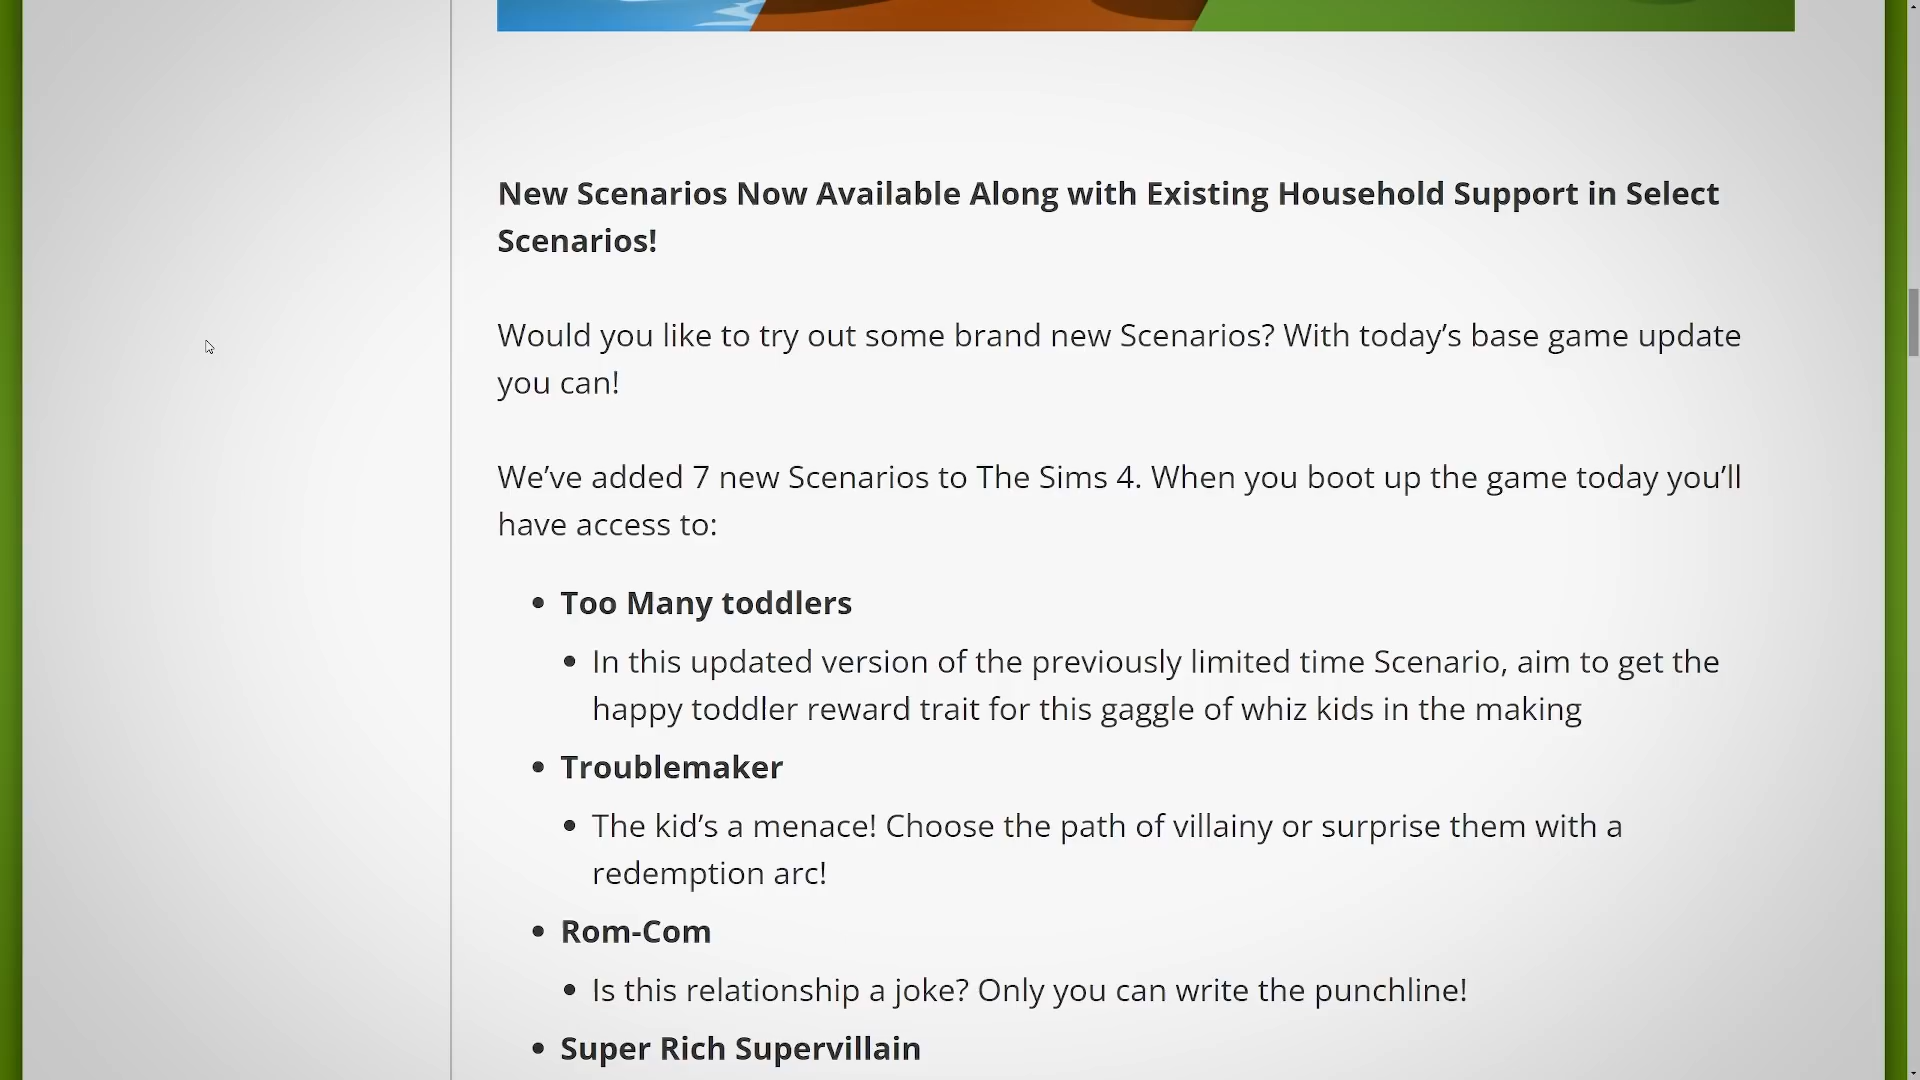 New Scenarios Now Available Along with Existing Household Support in Select
Scenarios!
Would you like to try out some brand new Scenarios? With today’s base game update
you can!
We’ve added 7 new Scenarios to The Sims 4. When you boot up the game today you’ll
have access to:
• Too Many toddlers
• In this updated version of the previously limited time Scenario, aim to get the
happy toddler reward trait for this gaggle of whiz kids in the making
• Troublemaker
• The kid’s a menace! Choose the path of villainy or surprise them with a
redemption arc!
• Rom-Com
• Is this relationship a joke? Only you can write the punchline!
• Super Rich Supervillain